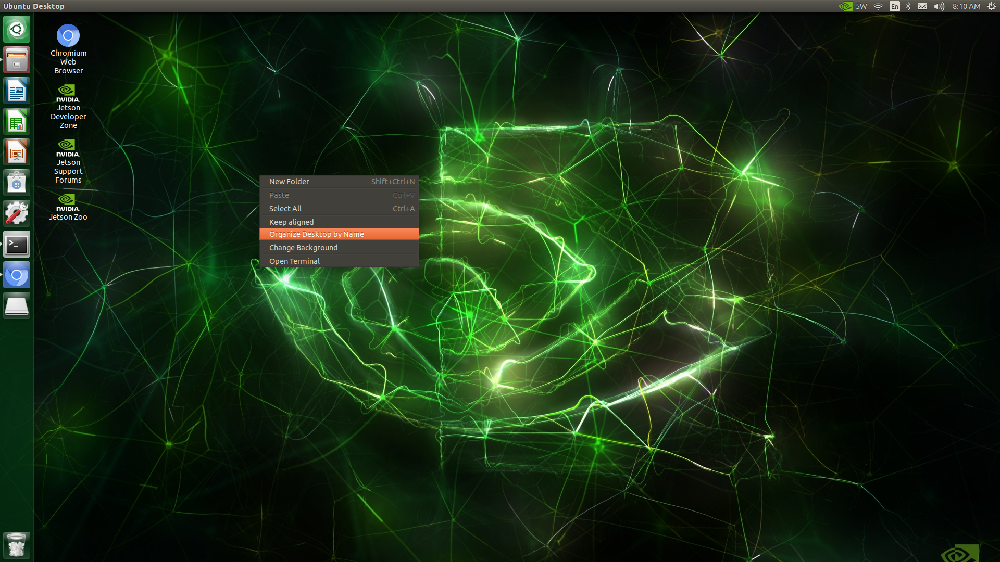 Ubuntu Desktop
5W
En
8:10 AM
Chromium
Web
Browser
NVIDIA.
Jetson
Developer
Zone
NVIDIA.
Jetson
Support
Forums
NVIDIA.
Jetson Zoo
New Folder Shift+Ctrl+N
Paste Ctrl+V
Select All Ctrl+A
Keep aligned
Organize Desktop by Name
Change Background
Open Terminal
>_